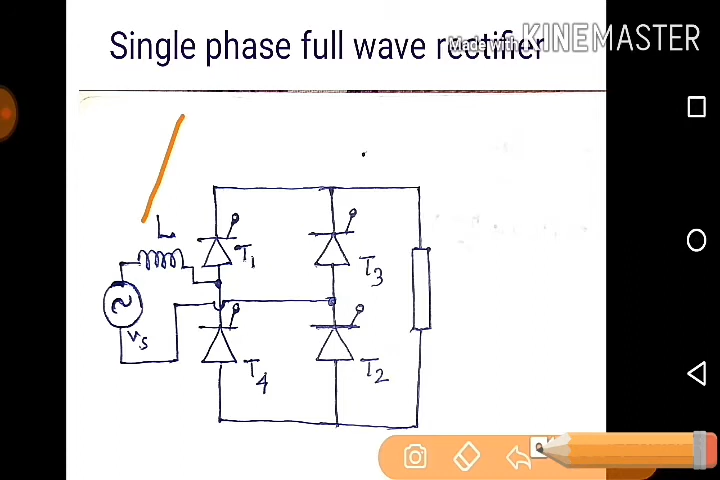 Single phase full wave rectifier
Made with KINEMASTER
L
T1
T3
Vs
T4
T2